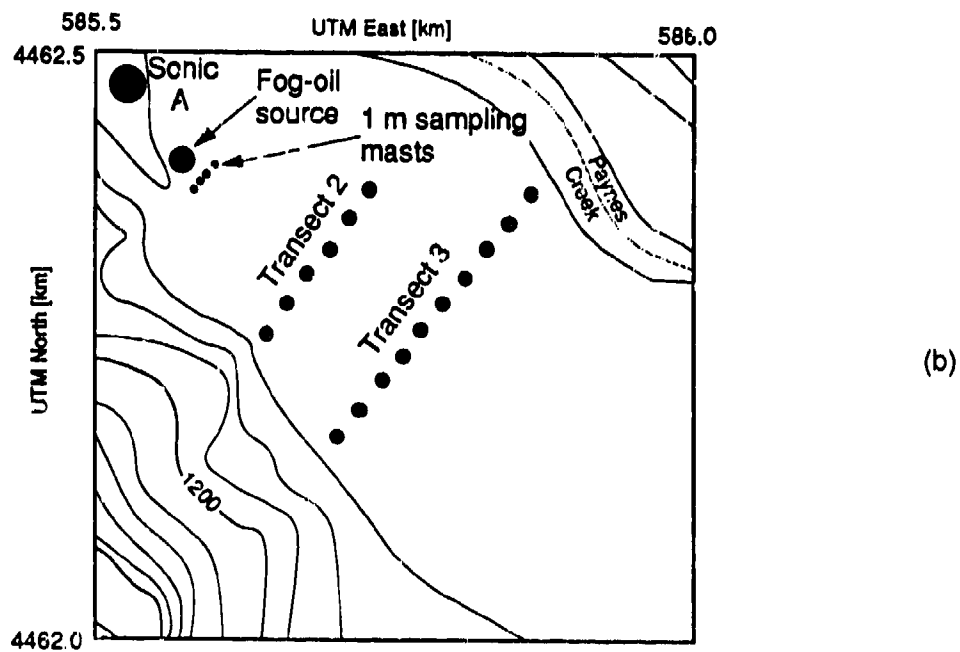 585.5
UTM East [km]
586.0
4462.5
Sonic
A
Fog-oil
source
1 m sampling
masts
Paynes
Creek
Transect 2
Transect 3
UTM North [km]
(b)
1200
4462.0